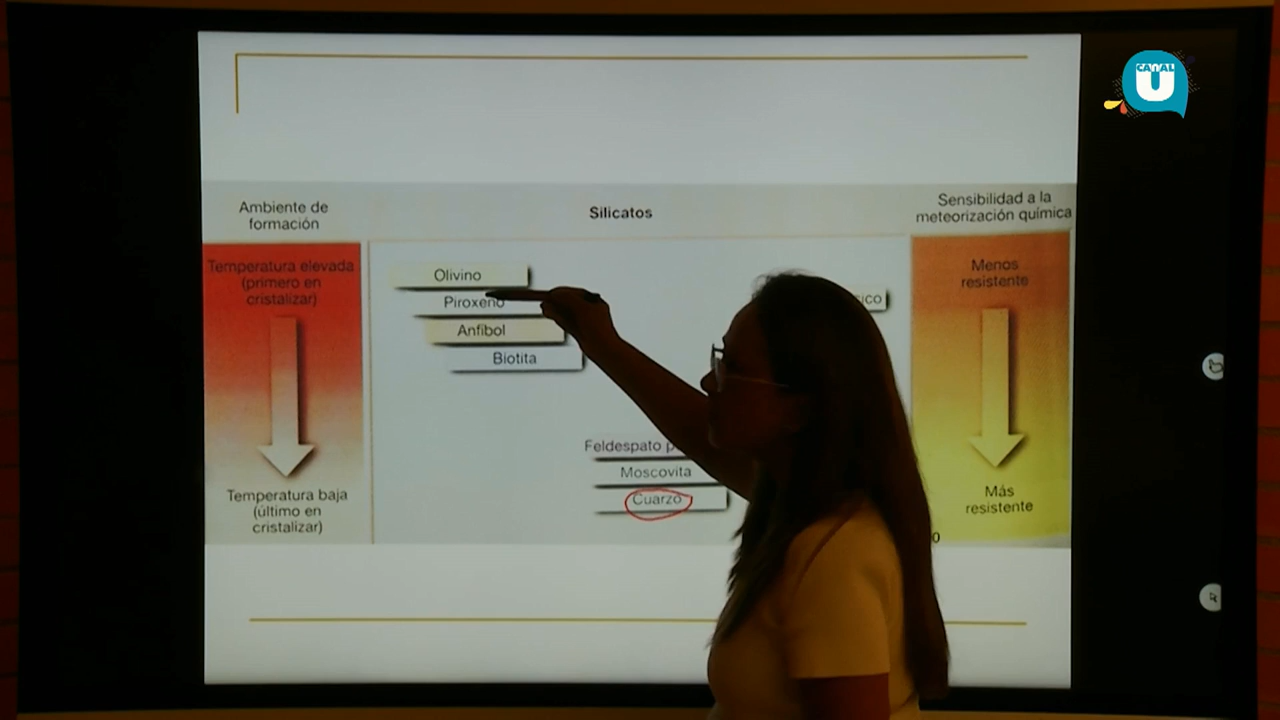 CANAL
U
Ambiente de
formación
Silicatos
Sensibilidad a la
meteorización química
Temperatura elevada
(primero en
cristalizar)
Temperatura baja
(último en
cristalizar)
Olivino
Piroxeno
Anfíbol
Biotita
Feldespato
Moscovita
Cuarzo
Menos
resistente
Más
resistente